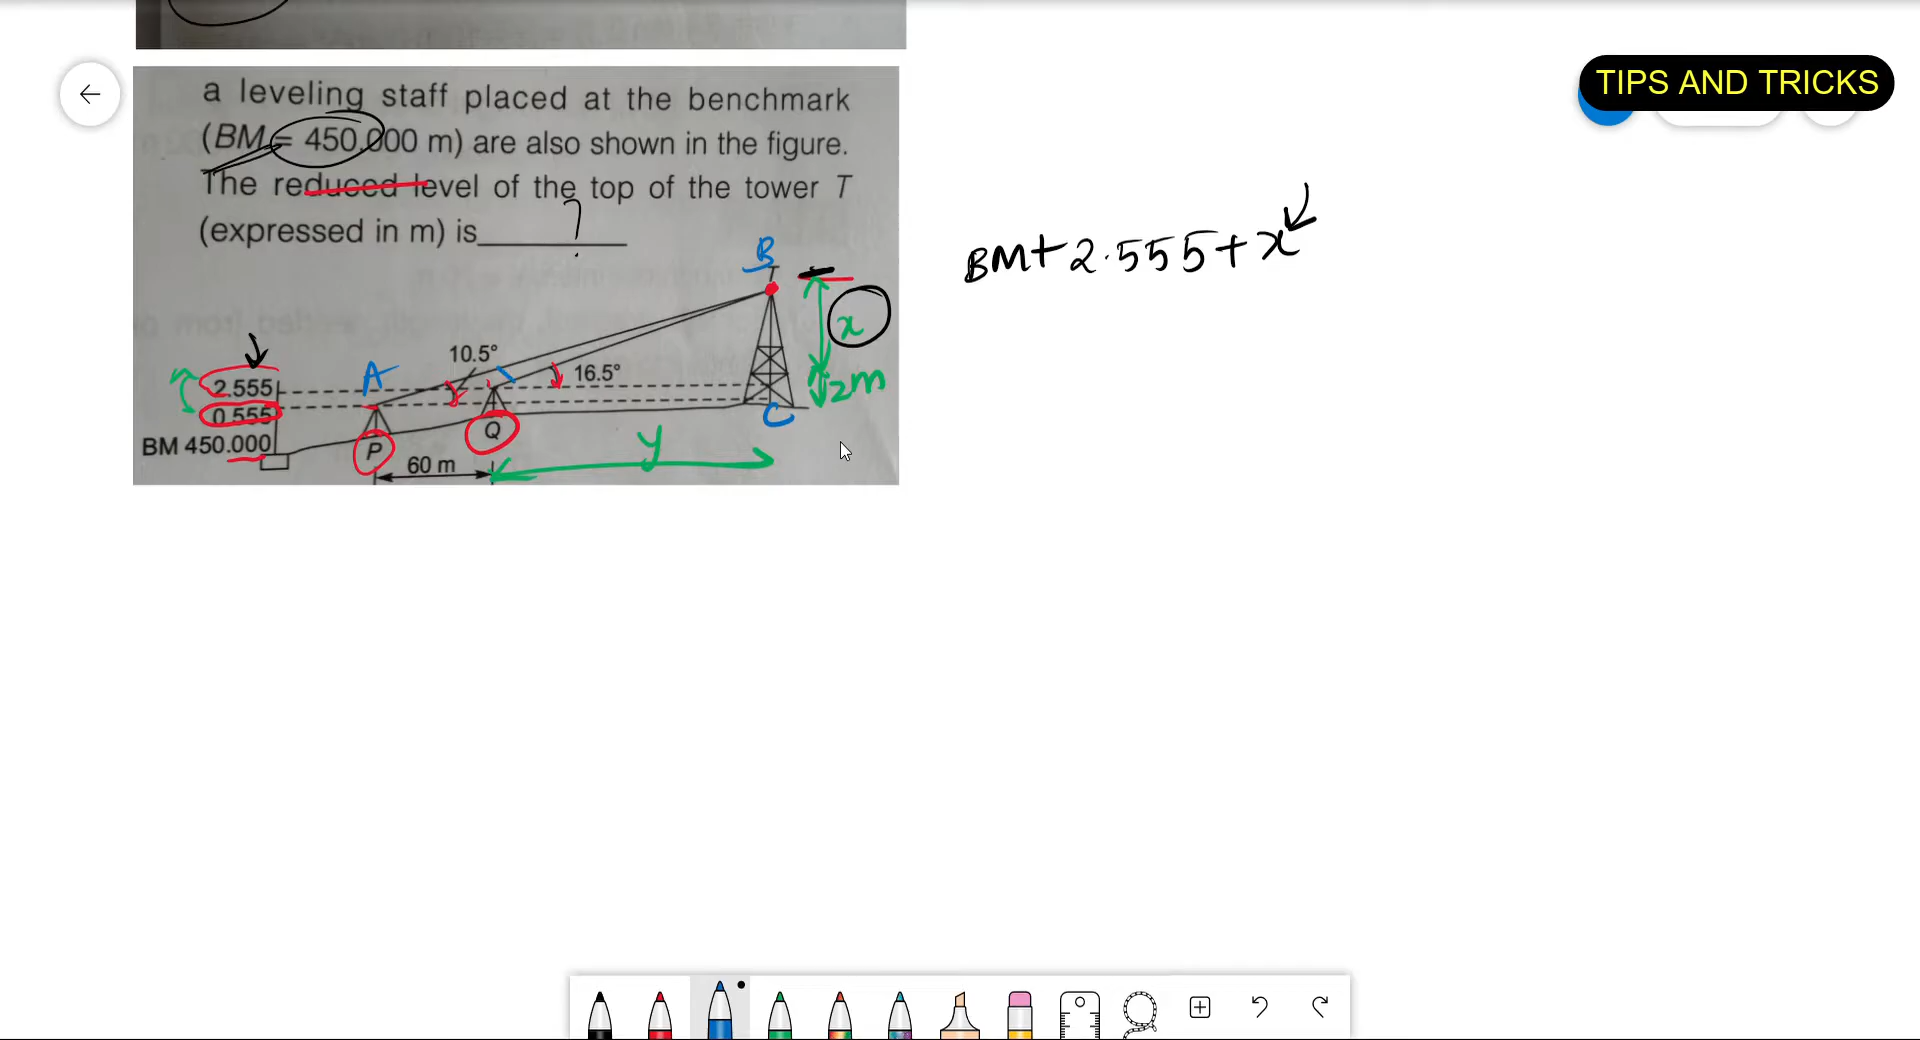 TIPS AND TRICKS
a leveling staff placed at the benchmark
(BM = 450.000 m) are also shown in the figure.
The reduced level of the top of the tower T
(expressed in m) is ?
BM+2.555+x
B
T
x
10.5°
16.5°
A
2.555
2m
0.555
C
Q
BM 450.000
P
y
60 m